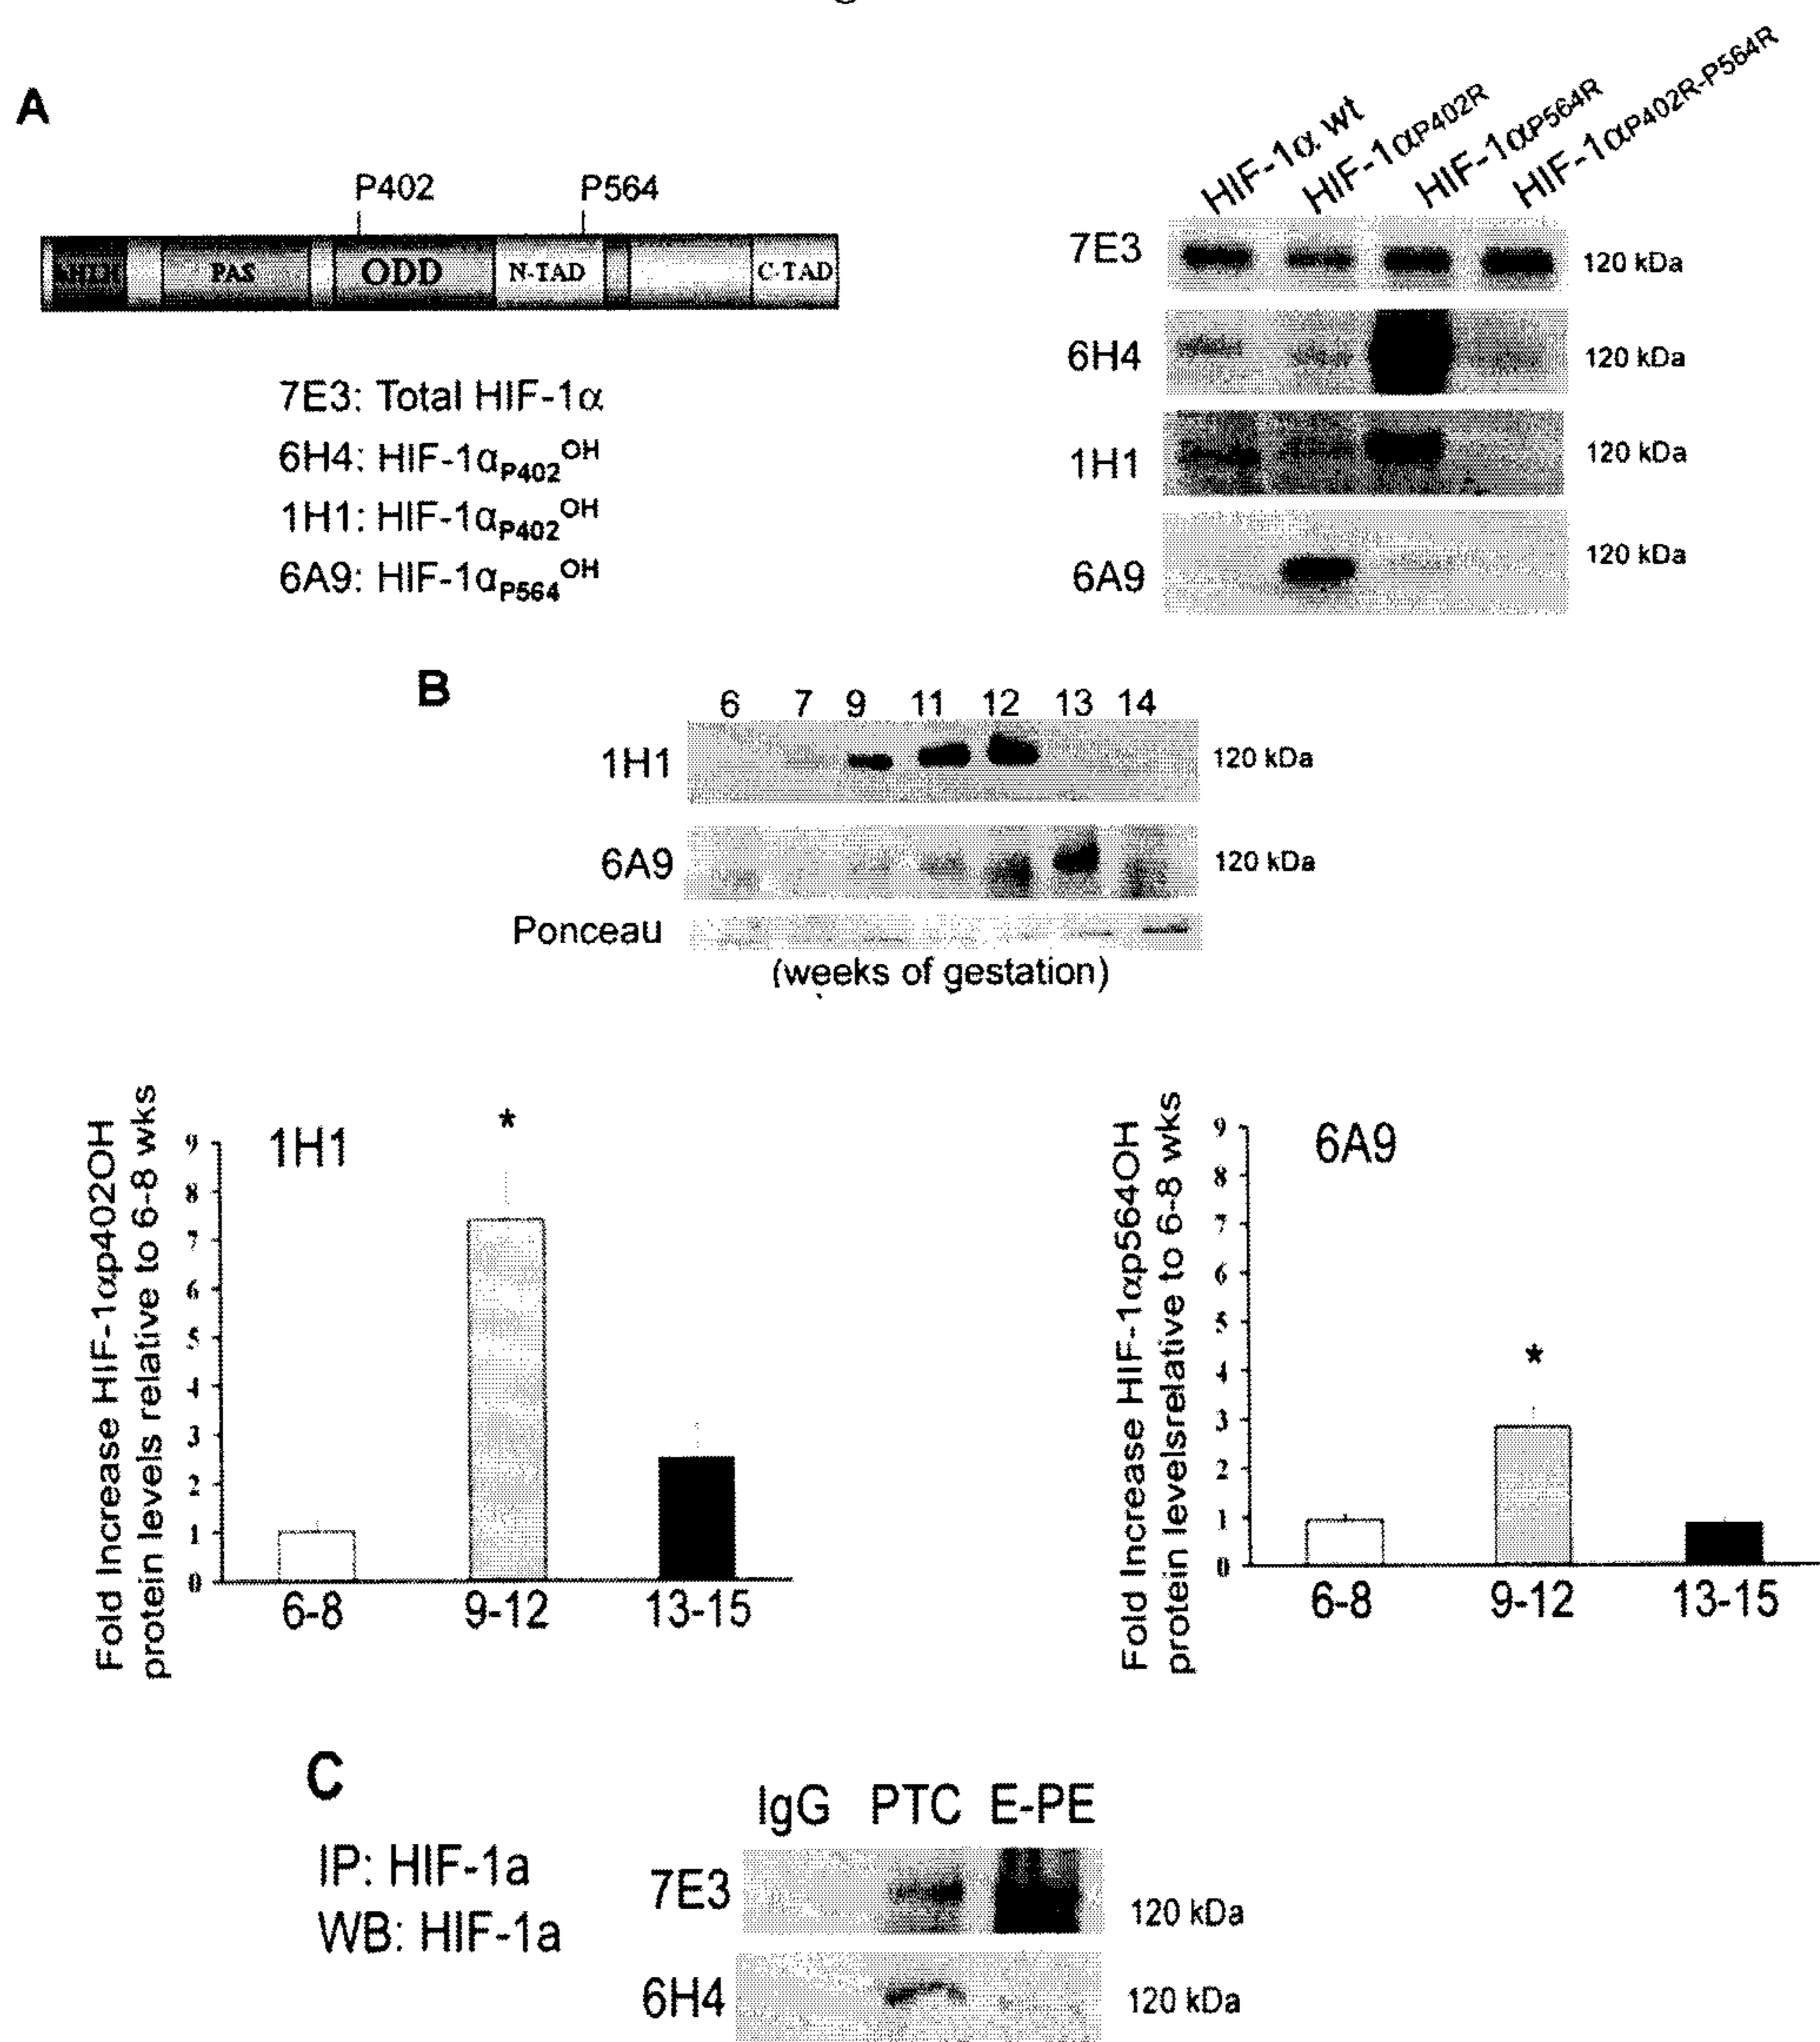 A
P402 P564
bHLH PAS ODD N-TAD C-TAD
7E3: Total HIF-1α
6H4: HIF-1αP402OH
1H1: HIF-1αP402OH
6A9: HIF-1αP564OH
HIF-1α wt
HIF-1αP402R
HIF-1αP564R
HIF-1αP402R-P564R
7E3 120 kDa
6H4 120 kDa
1H1 120 kDa
6A9 120 kDa
B
6 7 9 11 12 13 14
1H1 120 kDa
6A9 120 kDa
Ponceau
(weeks of gestation)
Fold Increase HIF-1αp402OH
protein levels relative to 6-8 wks
1H1
*
9
8
7
6
5
4
3
2
1
0
6-8 9-12 13-15
Fold Increase HIF-1αp564OH
protein levelsrelative to 6-8 wks
6A9
*
9
8
7
6
5
4
3
2
1
0
6-8 9-12 13-15
C
IgG PTC E-PE
IP: HIF-1a
WB: HIF-1a
7E3 120 kDa
6H4 120 kDa